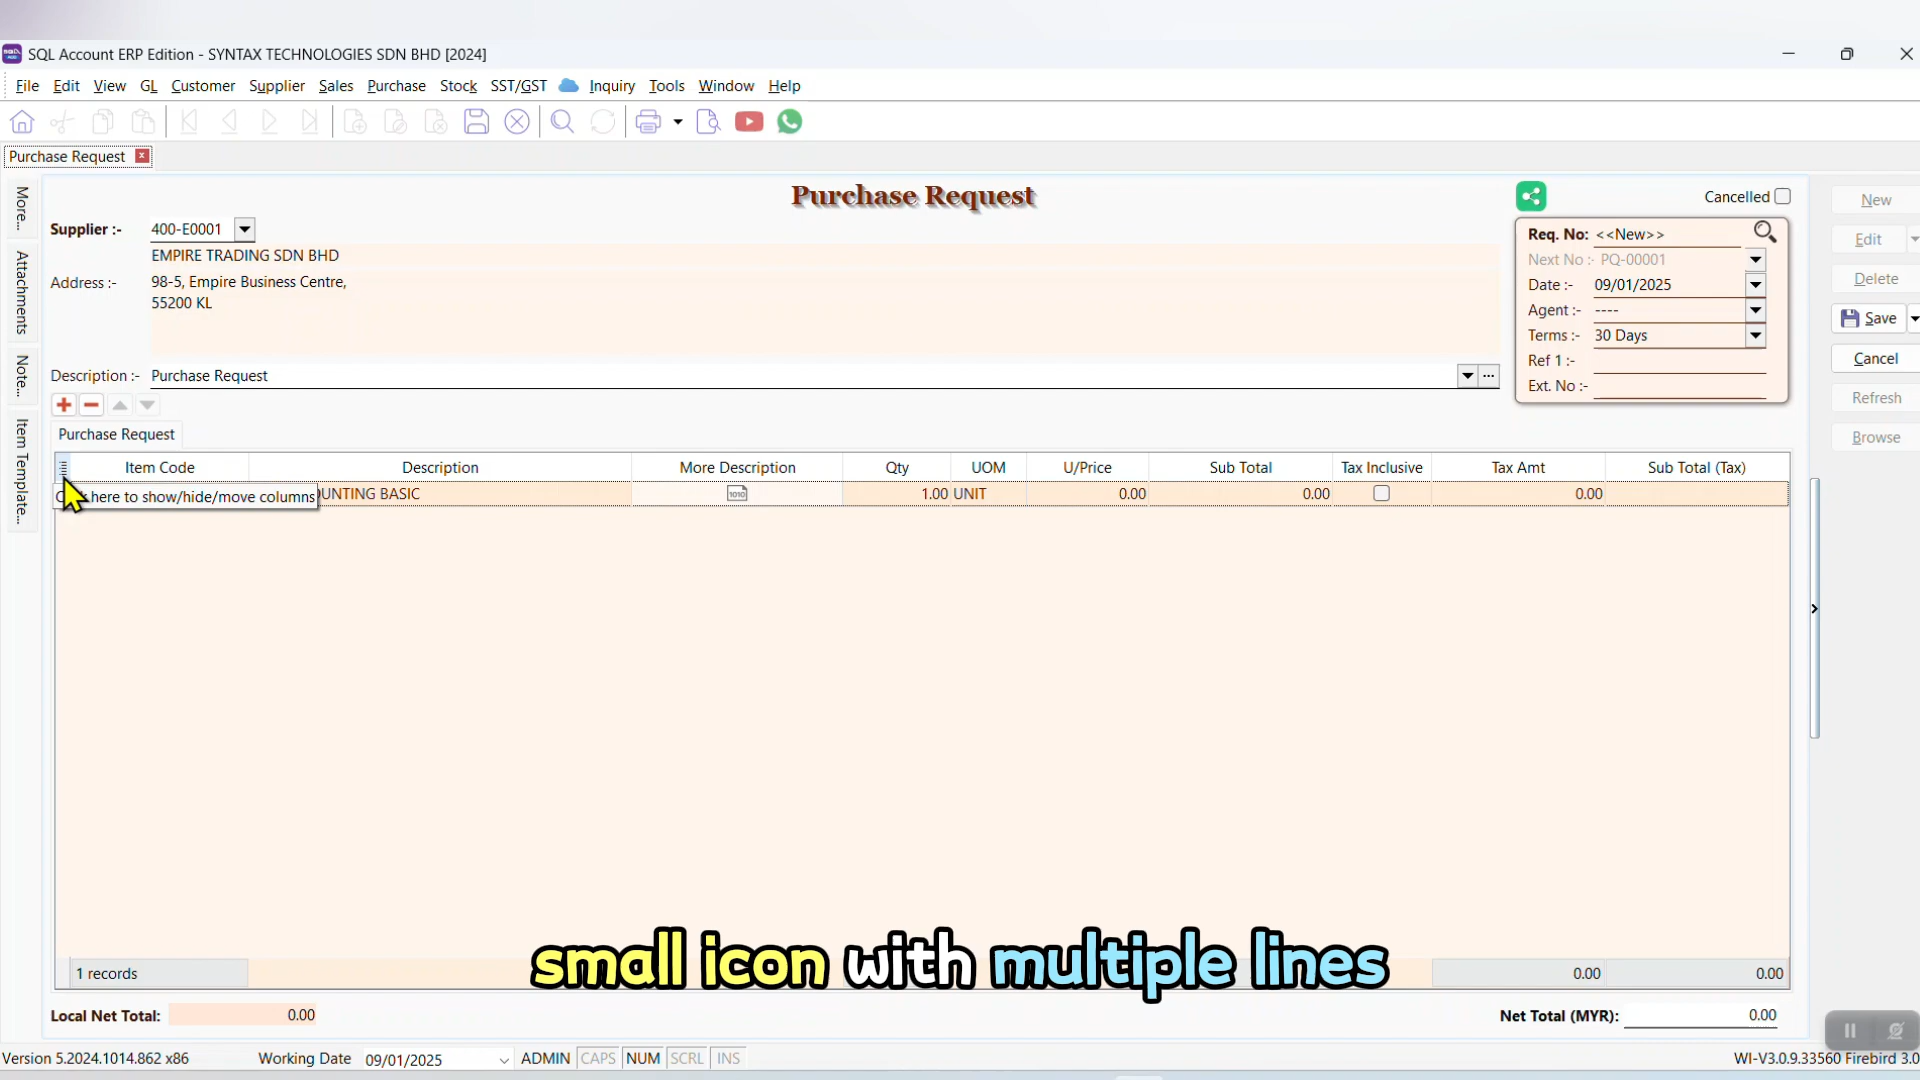 SQL Account ERP Edition - SYNTAX TECHNOLOGIES SDN BHD [2024]
File Edit View GL Customer Supplier Sales Purchase Stock SST/GST Inquiry Tools Window Help
Purchase Request
Purchase Request
Cancelled
More...
Attachments
Note...
Item Template...
Supplier :- 400-E0001
EMPIRE TRADING SDN BHD
Address :- 98-5, Empire Business Centre,
55200 KL
Description :- Purchase Request
Req. No: <<New>>
Next No :- PQ-00001
Date :- 09/01/2025
Agent :- ----
Terms :- 30 Days
Ref 1 :-
Ext. No :-
New
Edit
Delete
Save
Cancel
Refresh
Browse
Purchase Request
Item Code Description More Description Qty UOM U/Price Sub Total Tax Inclusive Tax Amt Sub Total (Tax)
here to show/hide/move columns UNTING BASIC 1010 1.00 UNIT 0.00 0.00 0.00
small icon with multiple lines
1 records 0.00 0.00
Local Net Total: 0.00 Net Total (MYR): 0.00
Version 5.2024.1014.862 x86 Working Date 09/01/2025 ADMIN CAPS NUM SCRL INS WI-V3.0.9.33560 Firebird 3.0